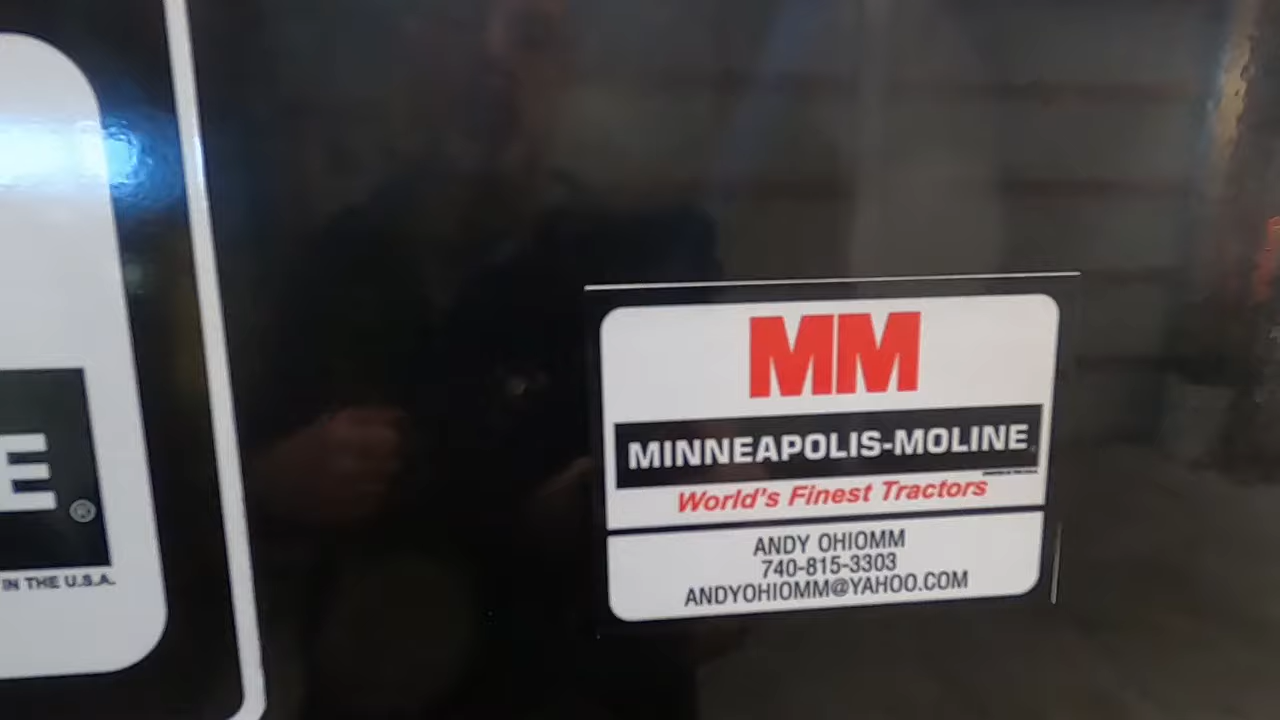 E®
IN THE U.S.A.
MM
MINNEAPOLIS-MOLINE
World's Finest Tractors
ANDY OHIOMM
740-815-3303
ANDYOHIOMM@YAHOO.COM